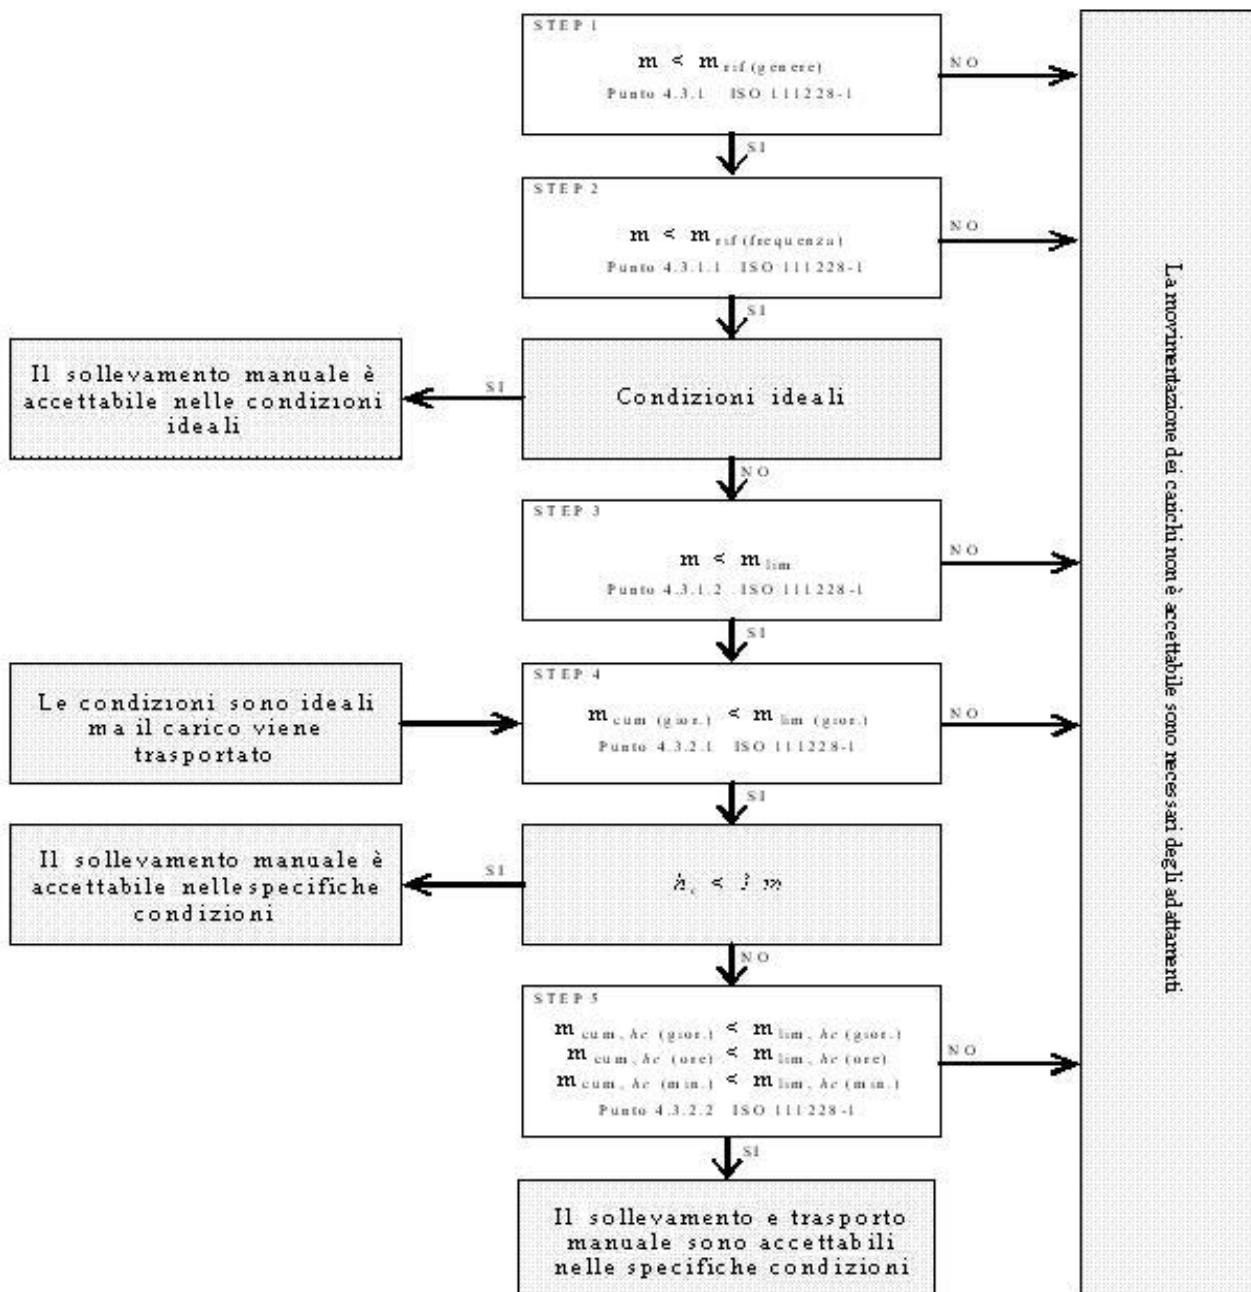 STEP 1
m < m rif (genere)
Punto 4.3.1 ISO 111228-1
NO
SI
STEP 2
m < m rif (frequenza)
Punto 4.3.1.1 ISO 111228-1
NO
SI
Il sollevamento manuale è
accettabile nelle condizioni
ideali
SI
Condizioni ideali
NO
STEP 3
m < m lim
Punto 4.3.1.2 ISO 111228-1
NO
SI
Le condizioni sono ideali
ma il carico viene
trasportato
STEP 4
m cum (gior.) < m lim (gior.)
Punto 4.3.2.1 ISO 111228-1
NO
SI
Il sollevamento manuale è
accettabile nelle specifiche
condizioni
SI
h c < m
NO
STEP 5
m cum, hc (gior.) < m lim, hc (gior.)
m cum, hc (ore) < m lim, hc (ore)
m cum, hc (min.) < m lim, hc (min.)
Punto 4.3.2.2 ISO 111228-1
NO
SI
Il sollevamento e trasporto
manuale sono accettabili
nelle specifiche condizioni
La movimentazione dei carichi non è accettabile sono necessari degli adattamenti